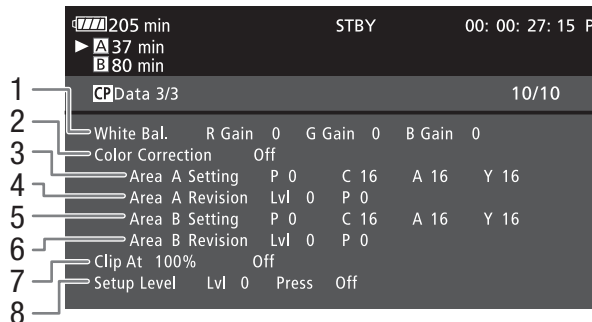 205 min STBY 00: 00: 27: 15 P
A 37 min
B 80 min
CP Data 3/3 10/10
1 White Bal. R Gain 0 G Gain 0 B Gain 0
2 Color Correction Off
3 Area A Setting P 0 C 16 A 16 Y 16
4 Area A Revision Lvl 0 P 0
5 Area B Setting P 0 C 16 A 16 Y 16
6 Area B Revision Lvl 0 P 0
7 Clip At 100% Off
8 Setup Level Lvl 0 Press Off